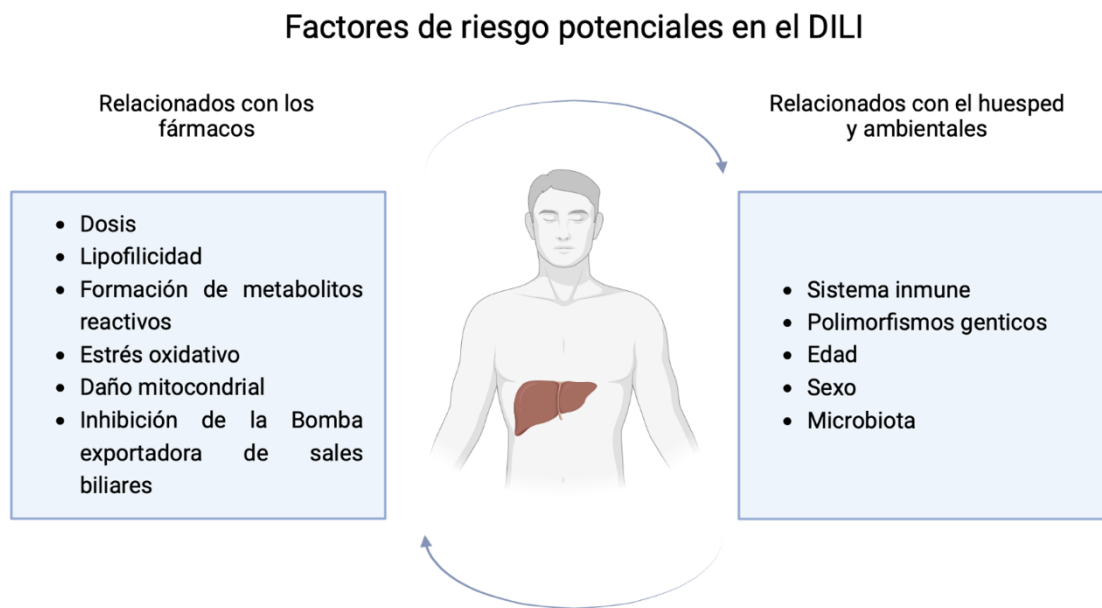 Factores de riesgo potenciales en el DILI
Relacionados con los
fármacos
• Dosis
• Lipofilicidad
• Formación de metabolitos
reactivos
• Estrés oxidativo
• Daño mitocondrial
• Inhibición de la Bomba
exportadora de sales
biliares
Relacionados con el huesped
y ambientales
• Sistema inmune
• Polimorfismos genticos
• Edad
• Sexo
• Microbiota